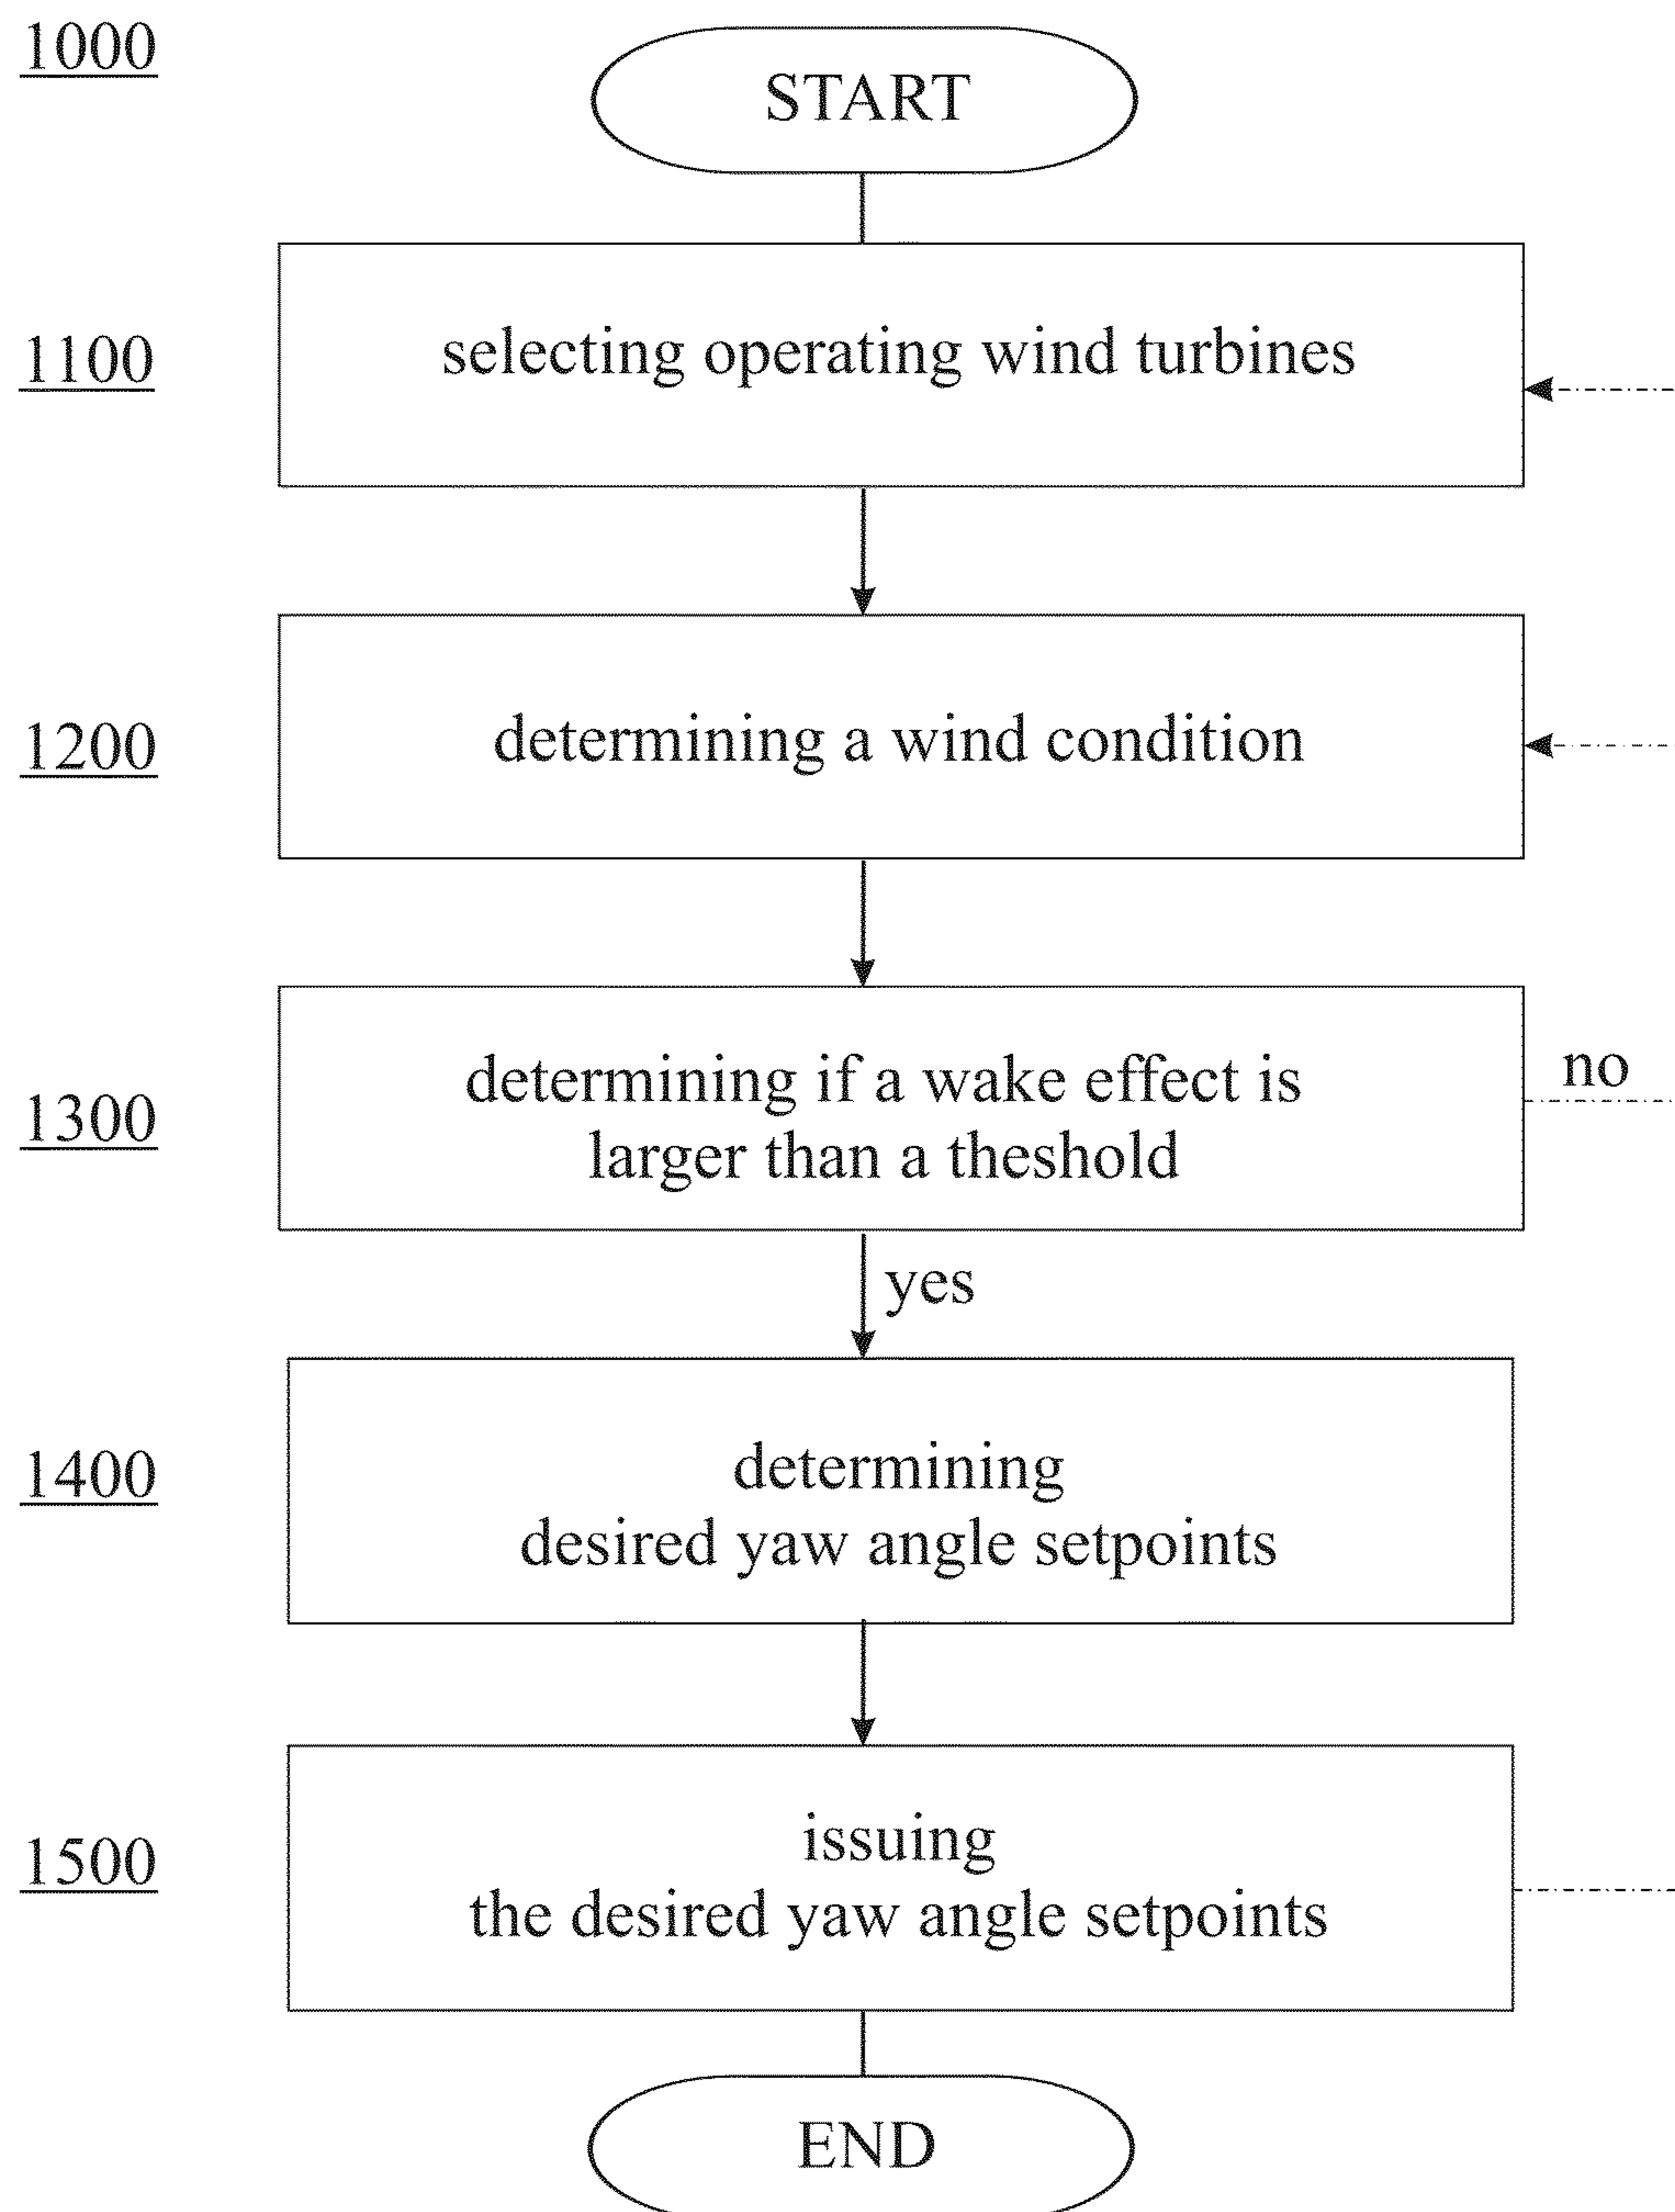 1000
START
1100
selecting operating wind turbines
1200
determining a wind condition
1300
determining if a wake effect is
larger than a theshold
no
yes
1400
determining
desired yaw angle setpoints
1500
issuing
the desired yaw angle setpoints
END